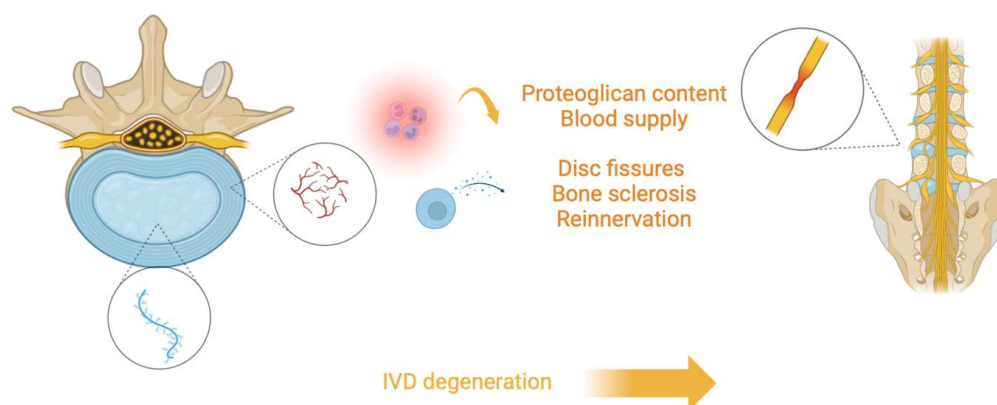 Proteoglican content
Blood supply
Disc fissures
Bone sclerosis
Reinnervation
IVD degeneration